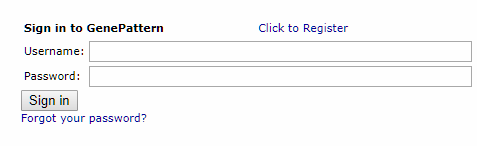 Sign in to GenePattern Click to Register
Username:
Password:
Sign in
Forgot your password?